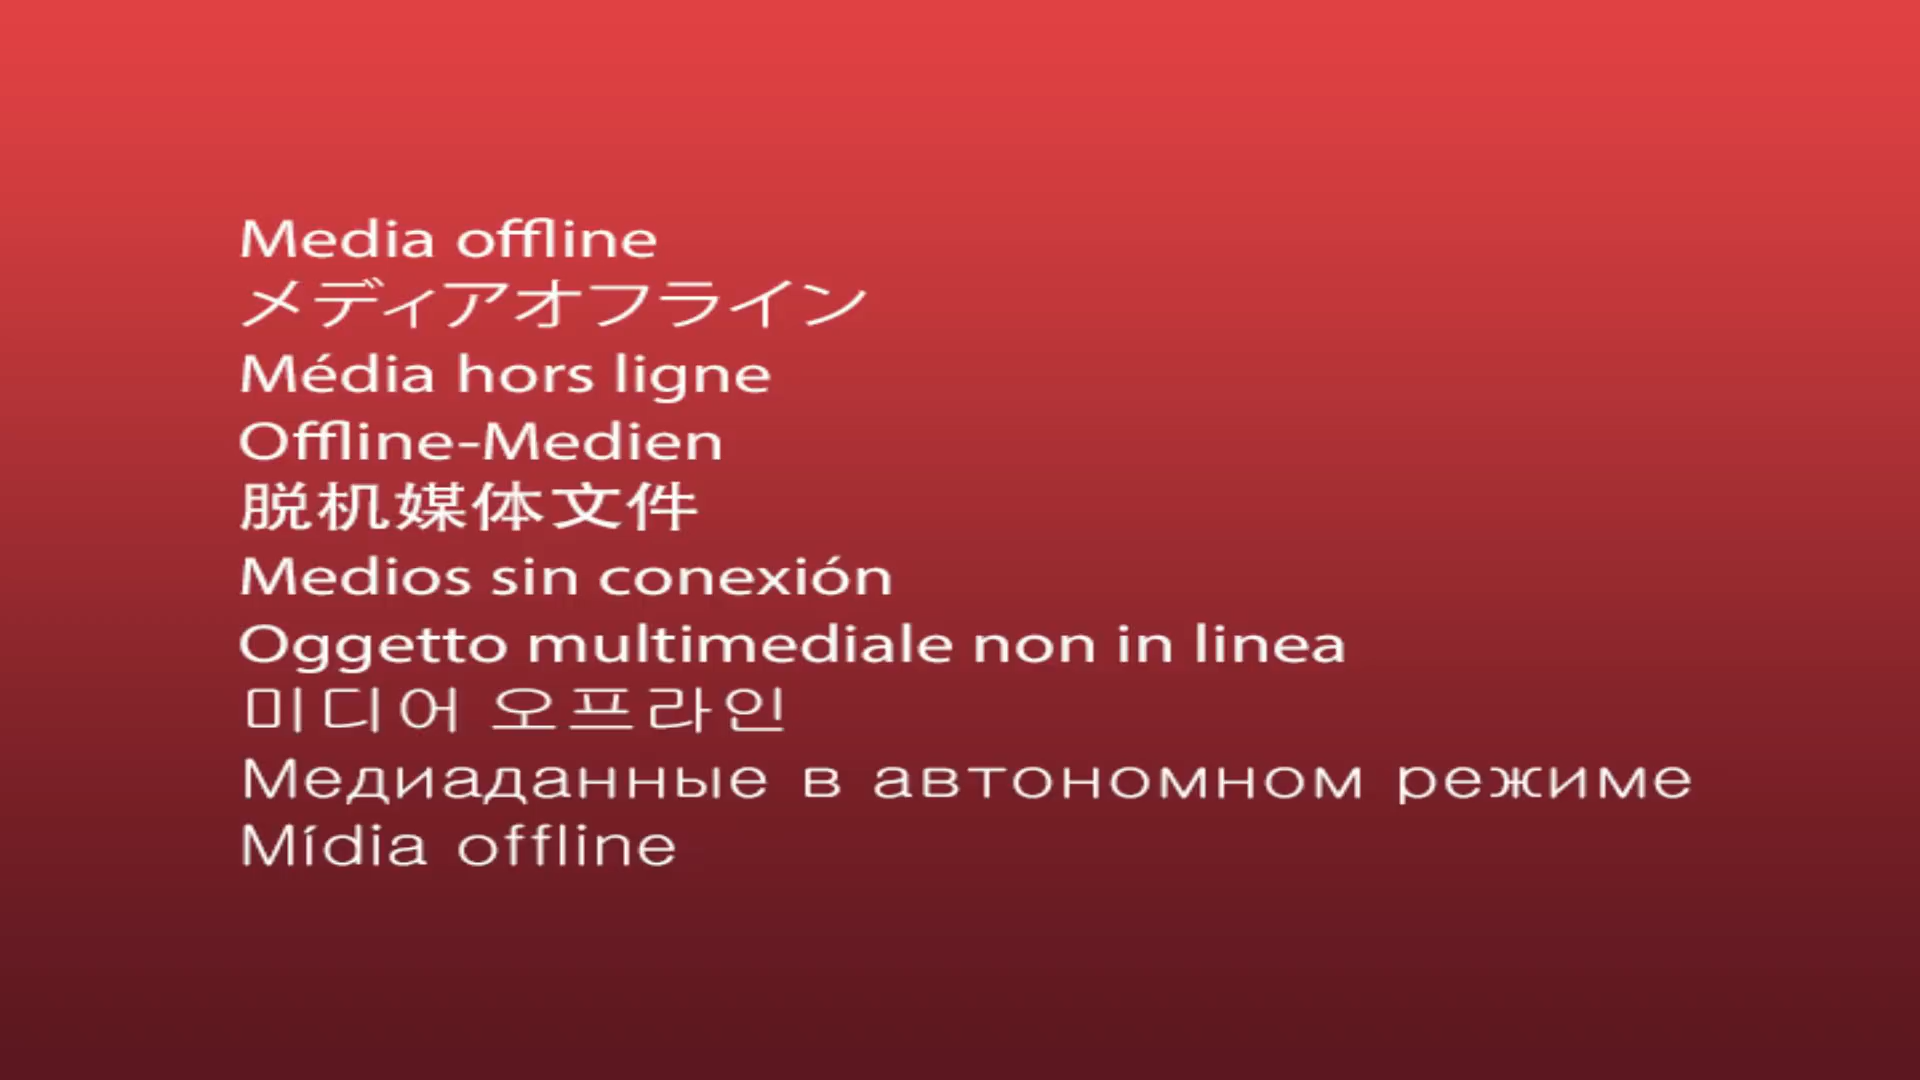 Media offline
メディアオフライン
Média hors ligne
Offline-Medien
脱机媒体文件
Medios sin conexión
Oggetto multimediale non in linea
미디어 오프라인
Медиаданные в автономном режиме
Mídia offline